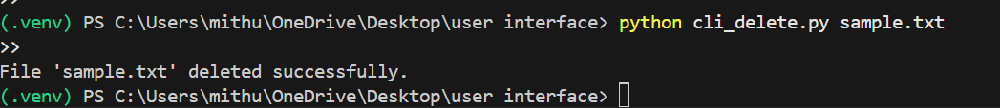 >>
(.venv) PS C:\Users\mithu\OneDrive\Desktop\user interface> python cli_delete.py sample.txt
>>
File 'sample.txt' deleted successfully.
(.venv) PS C:\Users\mithu\OneDrive\Desktop\user interface>